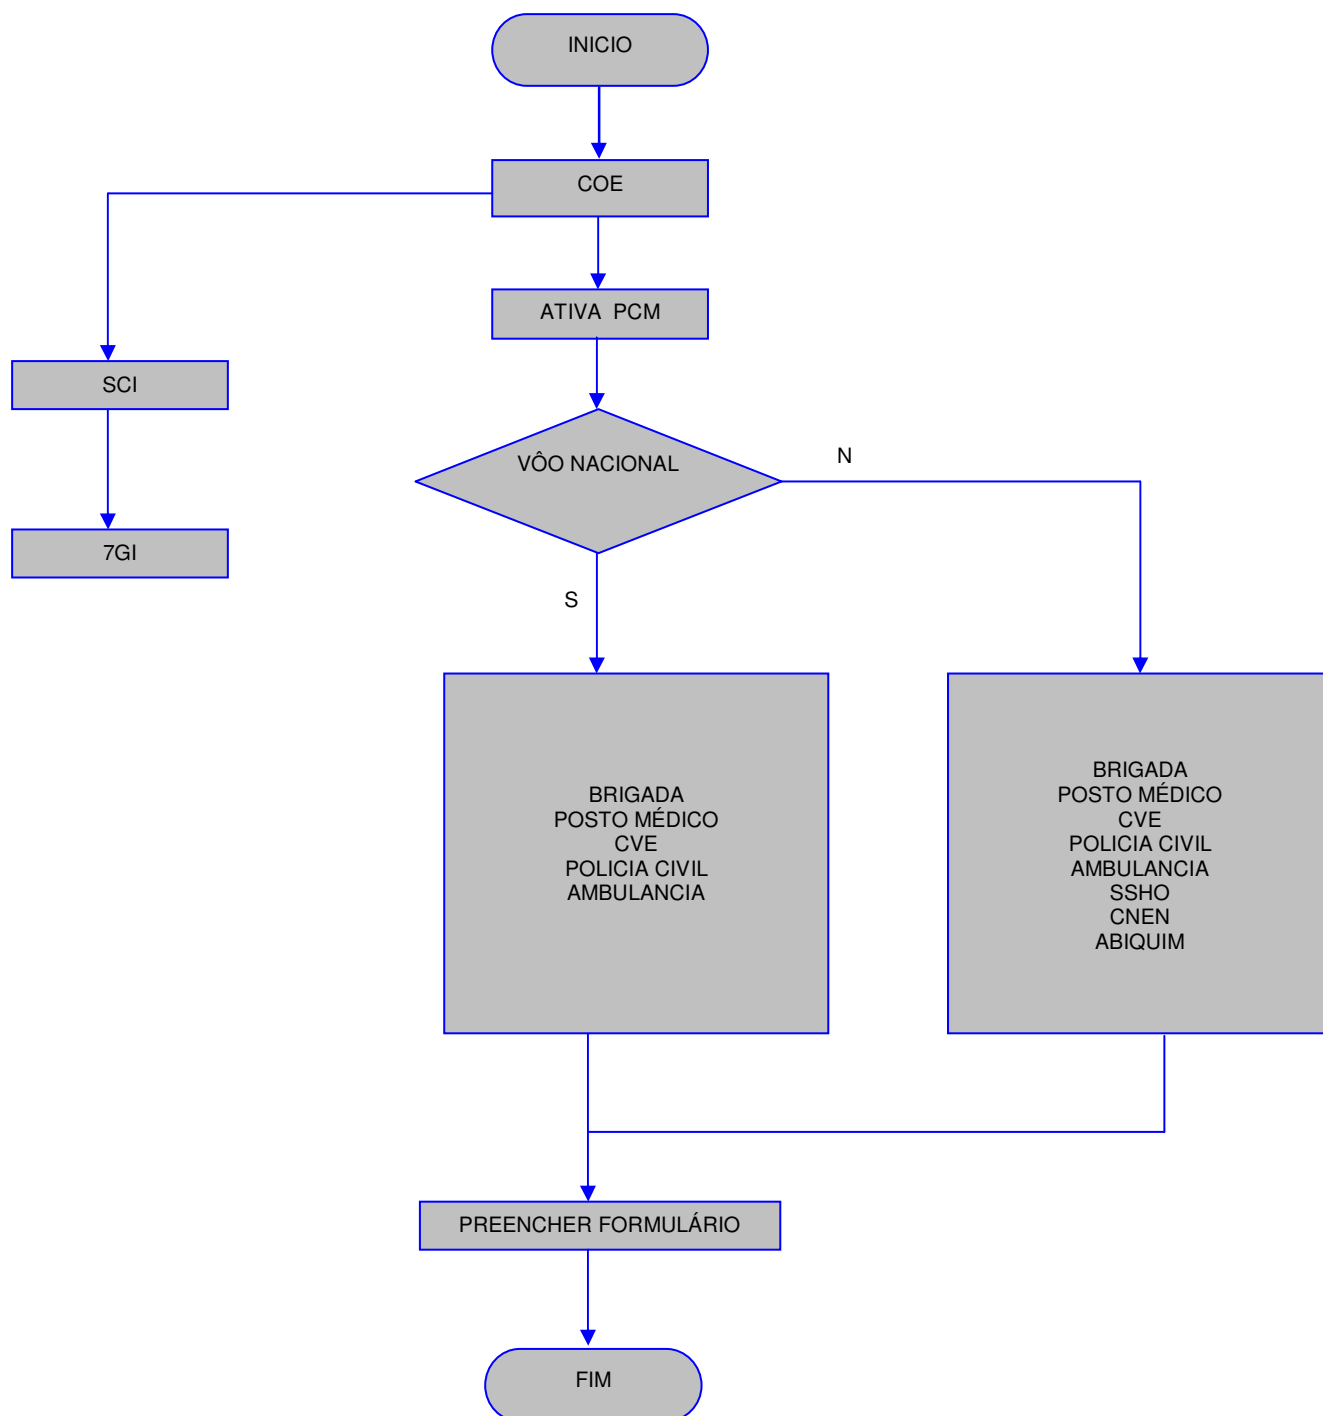 INICIO
COE
ATIVA PCM
SCI
VÔO NACIONAL
N
7GI
S
BRIGADA
POSTO MÉDICO
CVE
POLICIA CIVIL
AMBULANCIA
BRIGADA
POSTO MÉDICO
CVE
POLICIA CIVIL
AMBULANCIA
SSHO
CNEN
ABIQUIM
PREENCHER FORMULÁRIO
FIM